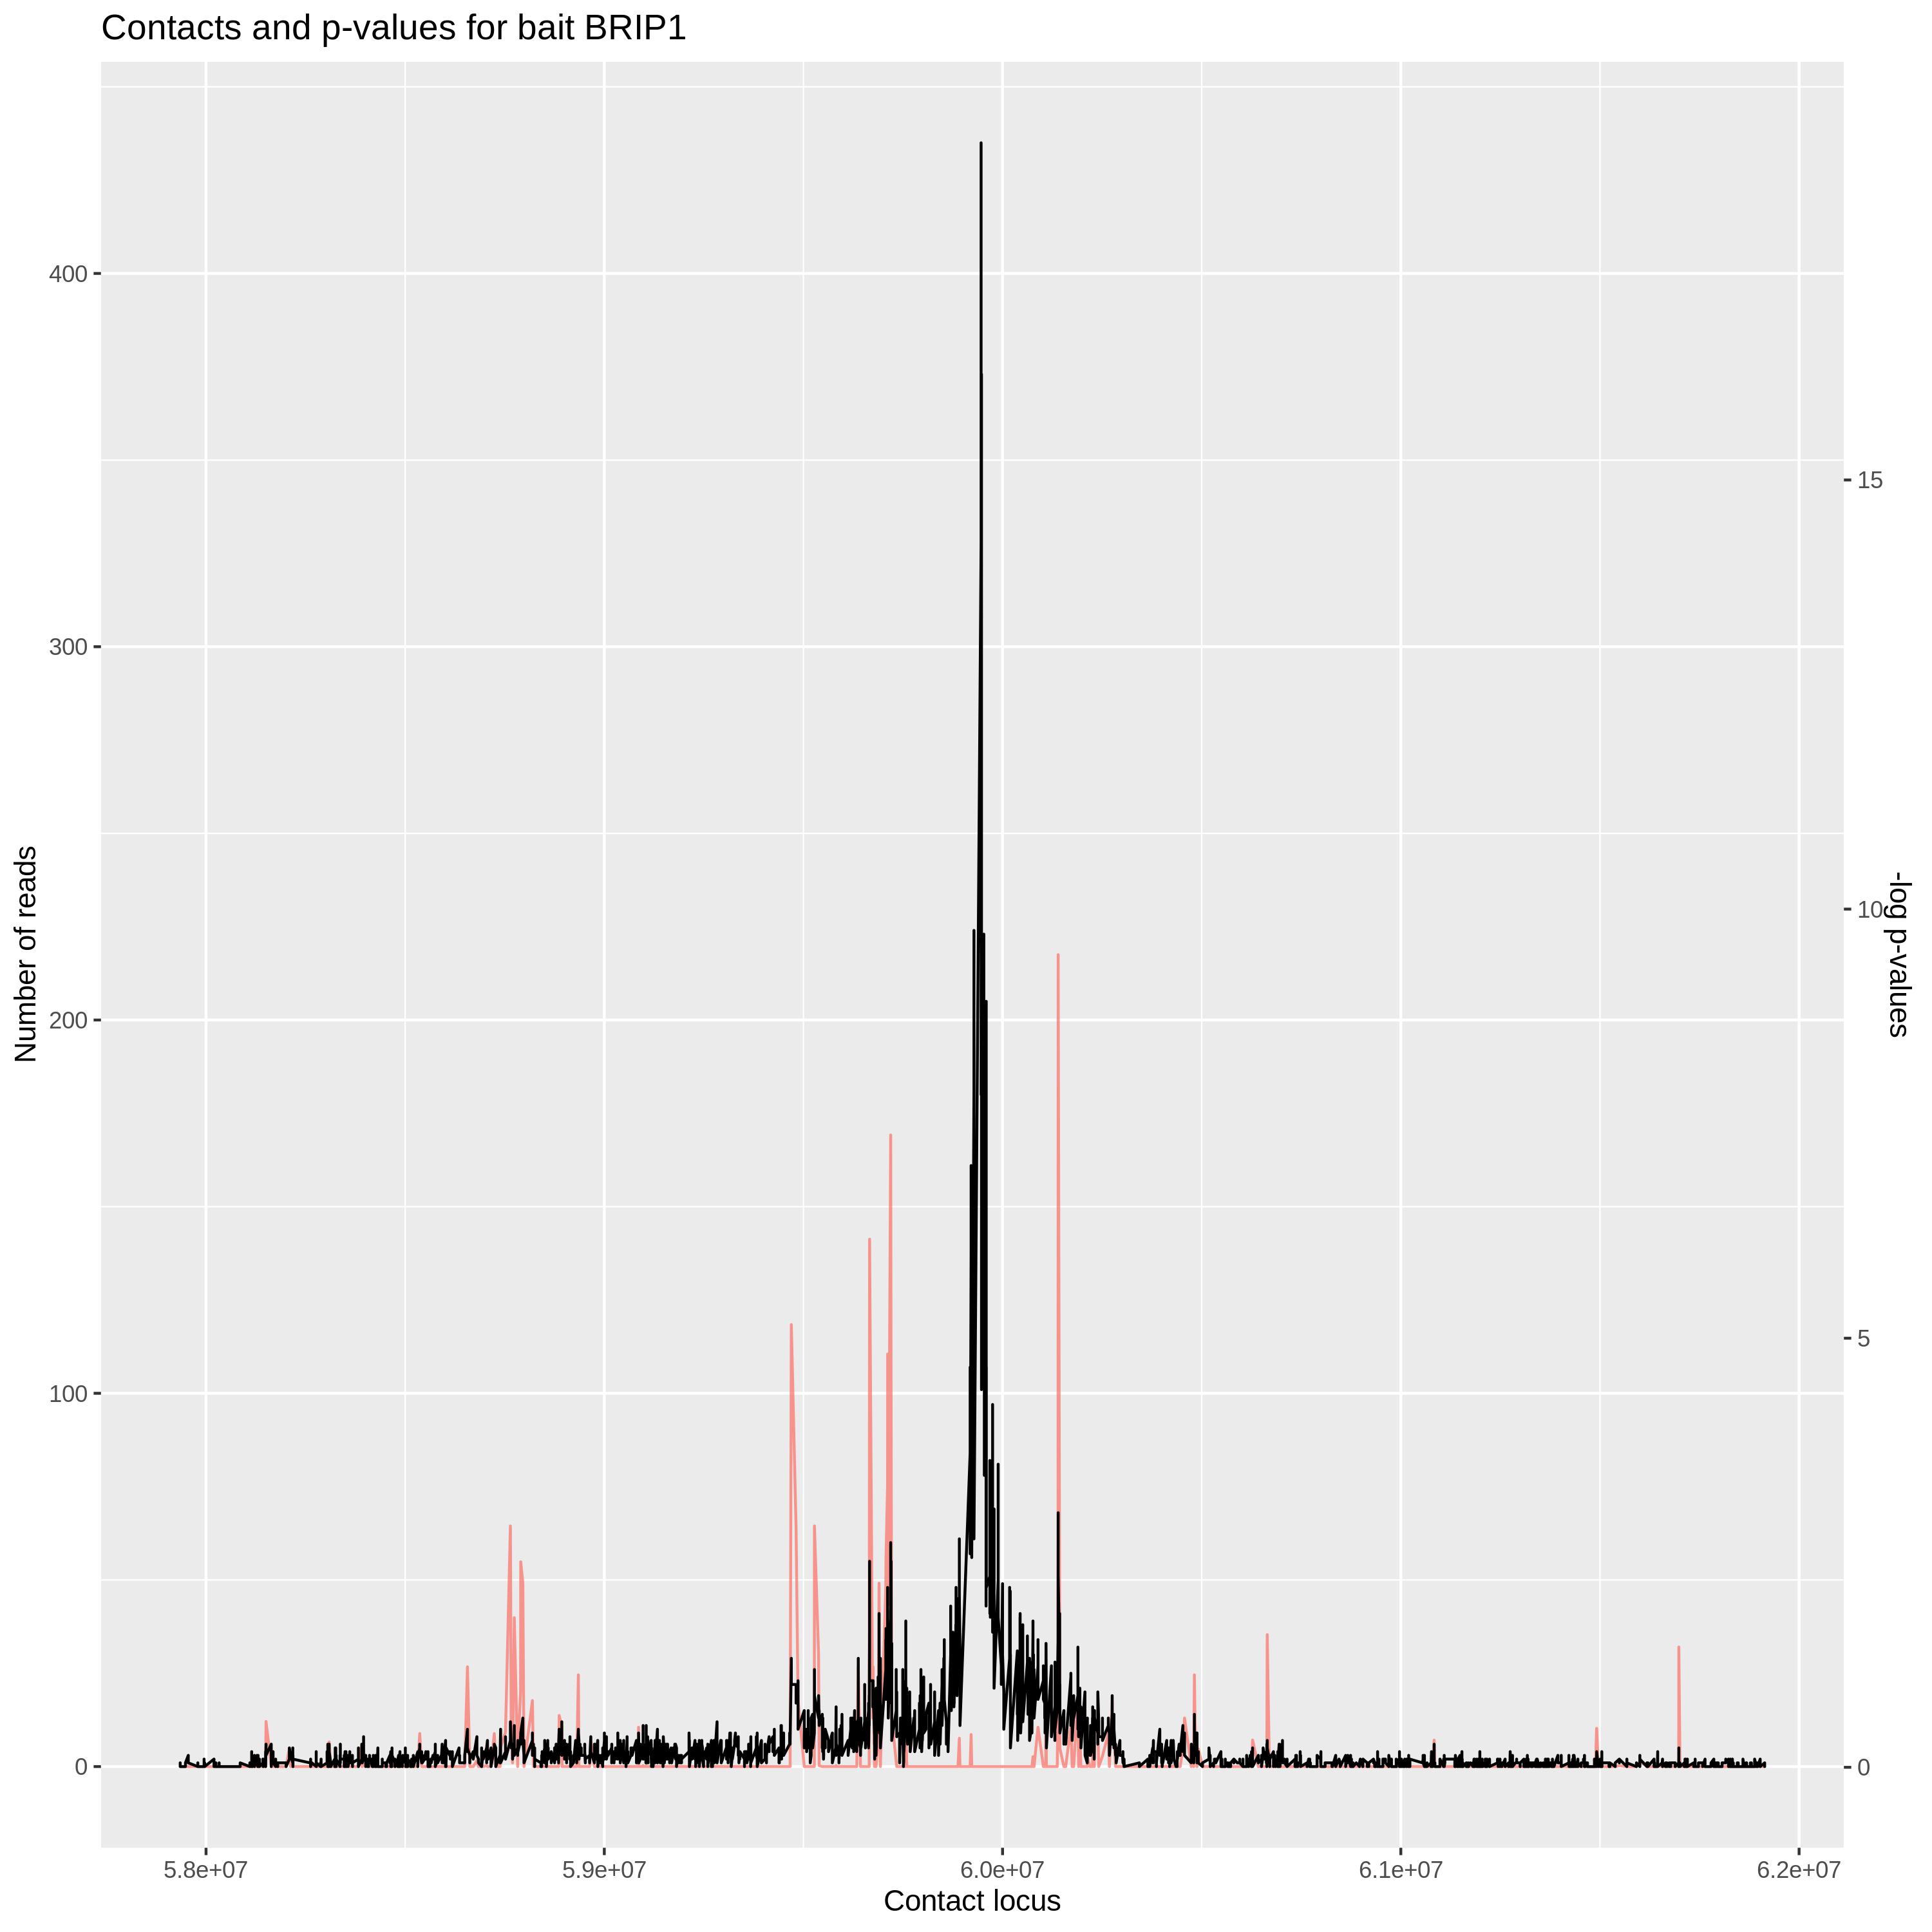 Contacts and p-values for bait BRIP1
400
300
200
100
0
Number of reads
15
10
5
0
-log p-values
5.8e+07 5.9e+07 6.0e+07 6.1e+07 6.2e+07
Contact locus